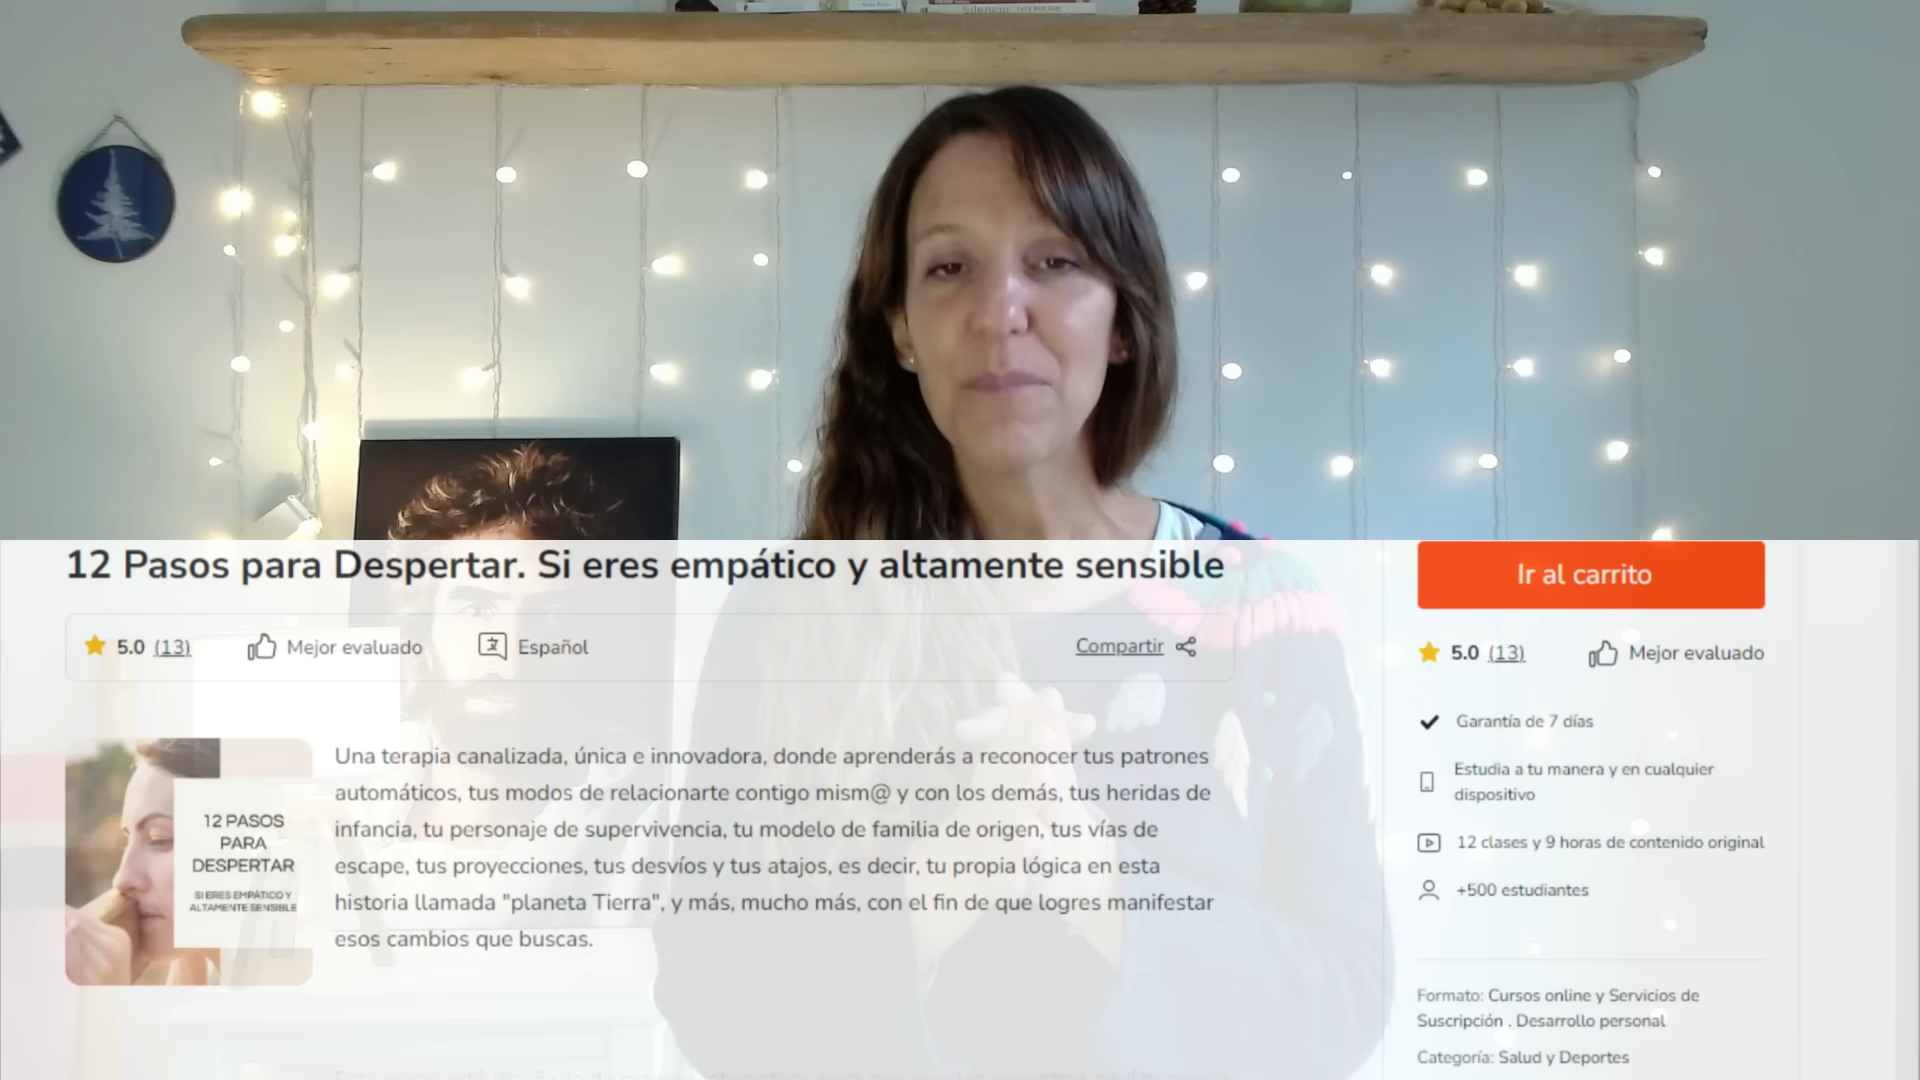 Silencio
12 Pasos para Despertar. Si eres empático y altamente sensible
5.0 (13) Mejor evaluado Español Compartir
12 PASOS
PARA
DESPERTAR
SI ERES EMPÁTICO Y
ALTAMENTE SENSIBLE
Una terapia canalizada, única e innovadora, donde aprenderás a reconocer tus patrones
automáticos, tus modos de relacionarte contigo mism@ y con los demás, tus heridas de
infancia, tu personaje de supervivencia, tu modelo de familia de origen, tus vías de
escape, tus proyecciones, tus desvíos y tus atajos, es decir, tu propia lógica en esta
historia llamada "planeta Tierra", y más, mucho más, con el fin de que logres manifestar
esos cambios que buscas.
Ir al carrito
5.0 (13) Mejor evaluado
Garantía de 7 días
Estudia a tu manera y en cualquier
dispositivo
12 clases y 9 horas de contenido original
+500 estudiantes
Formato: Cursos online y Servicios de
Suscripción . Desarrollo personal
Categoría: Salud y Deportes